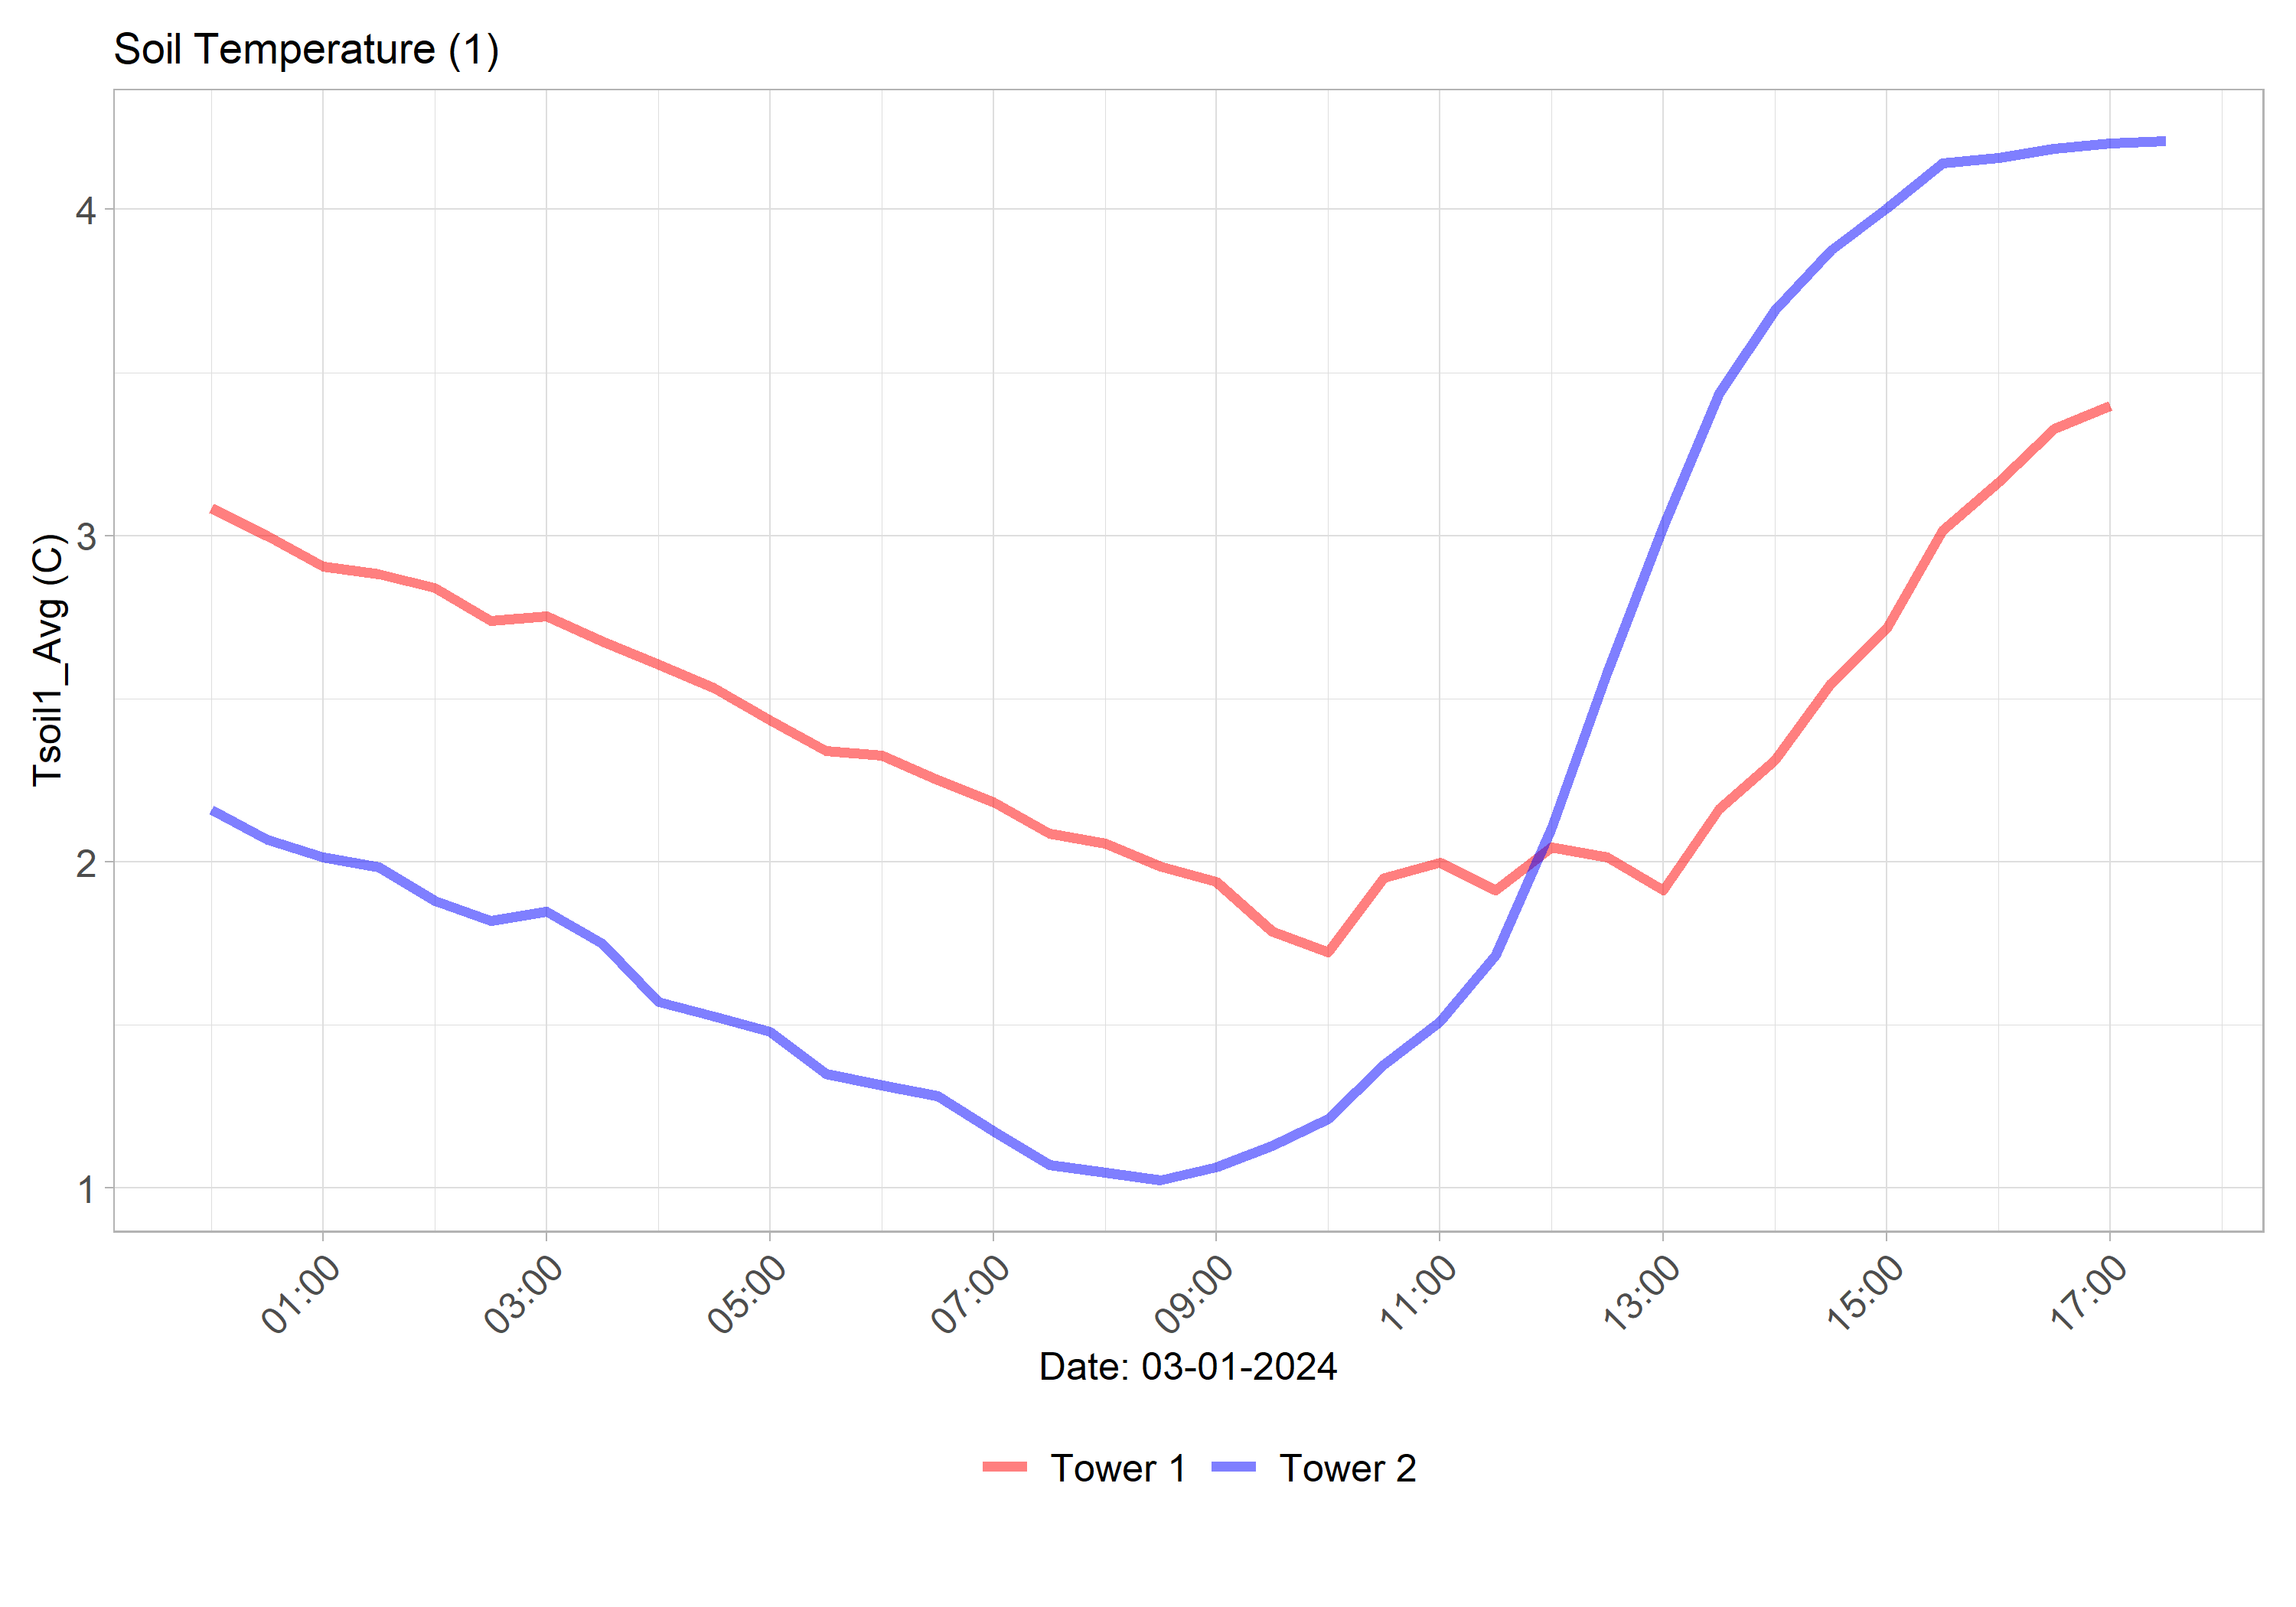 Soil Temperature (1)
Tsoil1_Avg (C)
4
3
2
1
01:00
03:00
05:00
07:00
09:00
11:00
13:00
15:00
17:00
Date: 03-01-2024
Tower 1
Tower 2